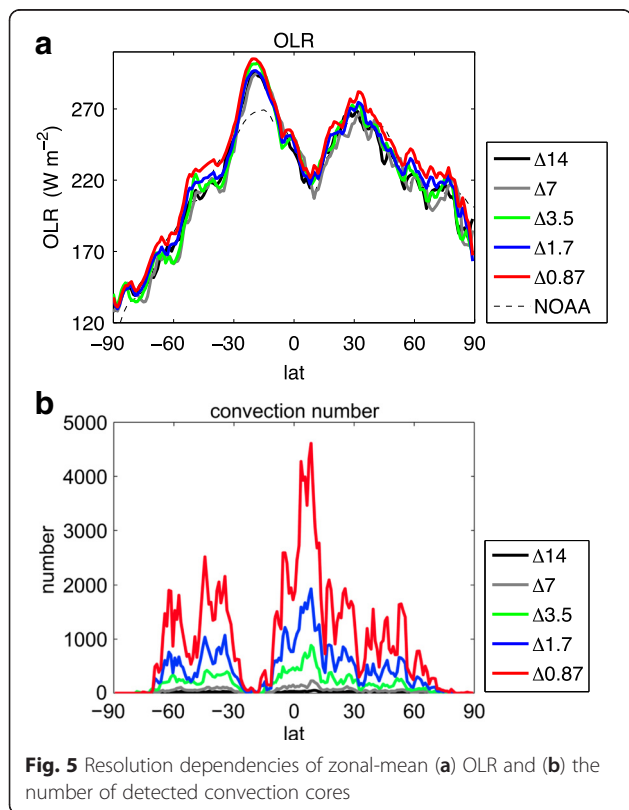 a
OLR
OLR (W m−2)
270
220
170
120
−90 −60 −30 0 30 60 90
lat
Δ14
Δ7
Δ3.5
Δ1.7
Δ0.87
NOAA
b
convection number
number
5000
4000
3000
2000
1000
0
−90 −60 −30 0 30 60 90
lat
Δ14
Δ7
Δ3.5
Δ1.7
Δ0.87
Fig. 5 Resolution dependencies of zonal-mean (a) OLR and (b) the
number of detected convection cores